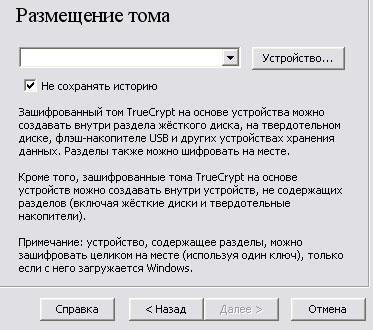 Размещение тома
Устройство...
Не сохранять историю
Зашифрованный том TrueCrypt на основе устройства можно
создавать внутри раздела жёсткого диска, на твердотельном
диске, флэш-накопителе USB и других устройствах хранения
данных. Разделы также можно шифровать на месте.
Кроме того, зашифрованные тома TrueCrypt на основе
устройств можно создавать внутри устройств, не содержащих
разделов (включая жёсткие диски и твердотельные
накопители).
Примечание: устройство, содержащее разделы, можно
зашифровать целиком на месте (используя один ключ), только
если с него загружается Windows.
Справка
< Назад
Далее >
Отмена